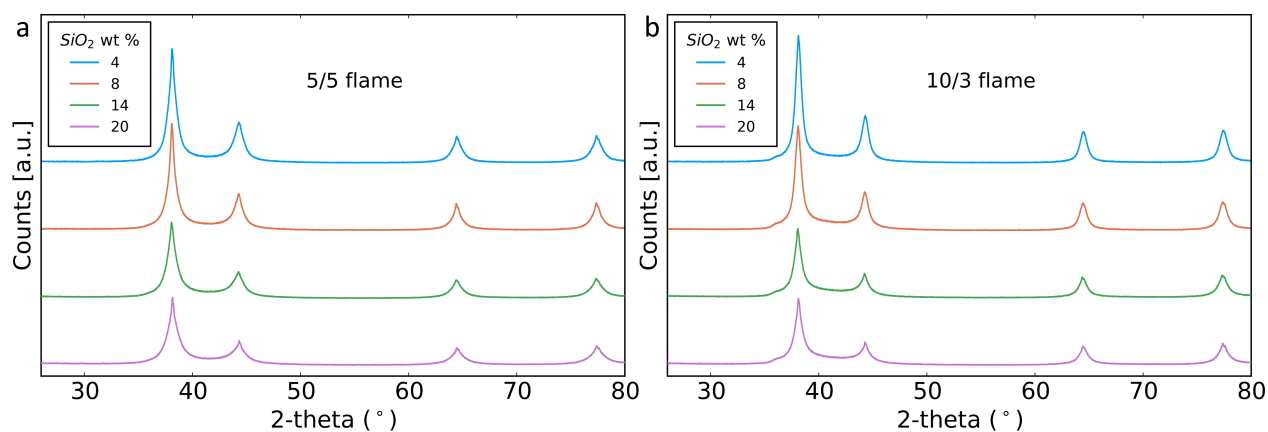 a
SiO₂ wt %
4
8
14
20
5/5 flame
Counts [a.u.]
30 40 50 60 70 80
2-theta (°)
b
SiO₂ wt %
4
8
14
20
10/3 flame
Counts [a.u.]
30 40 50 60 70 80
2-theta (°)